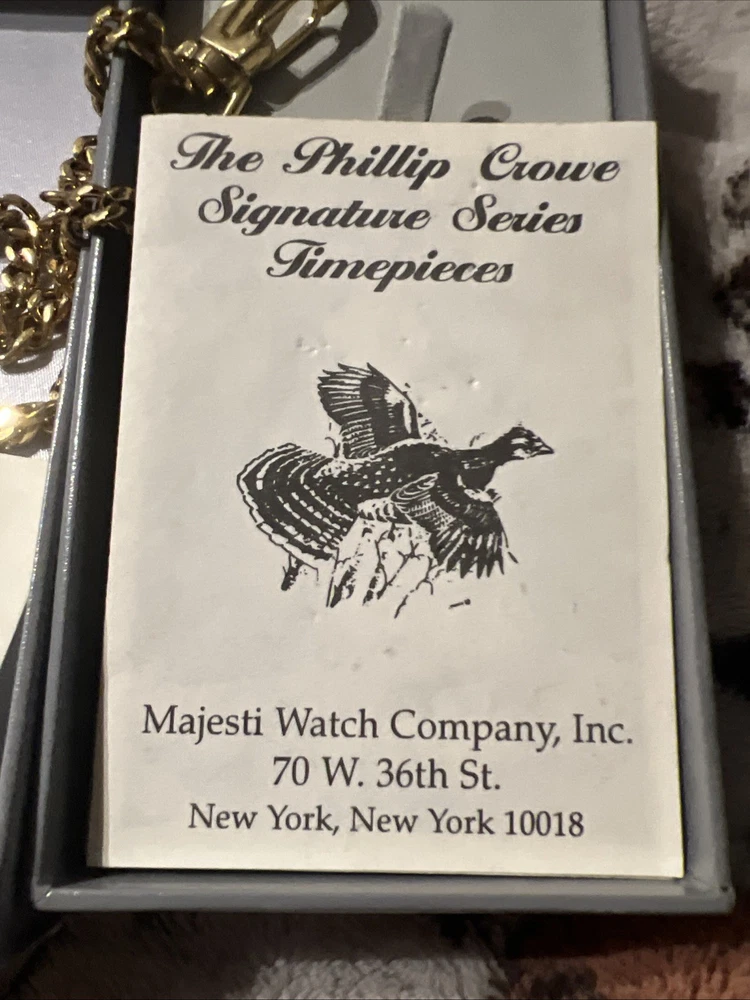 The Phillip Crowe
Signature Series
Timepieces
Majesti Watch Company, Inc.
70 W. 36th St.
New York, New York 10018